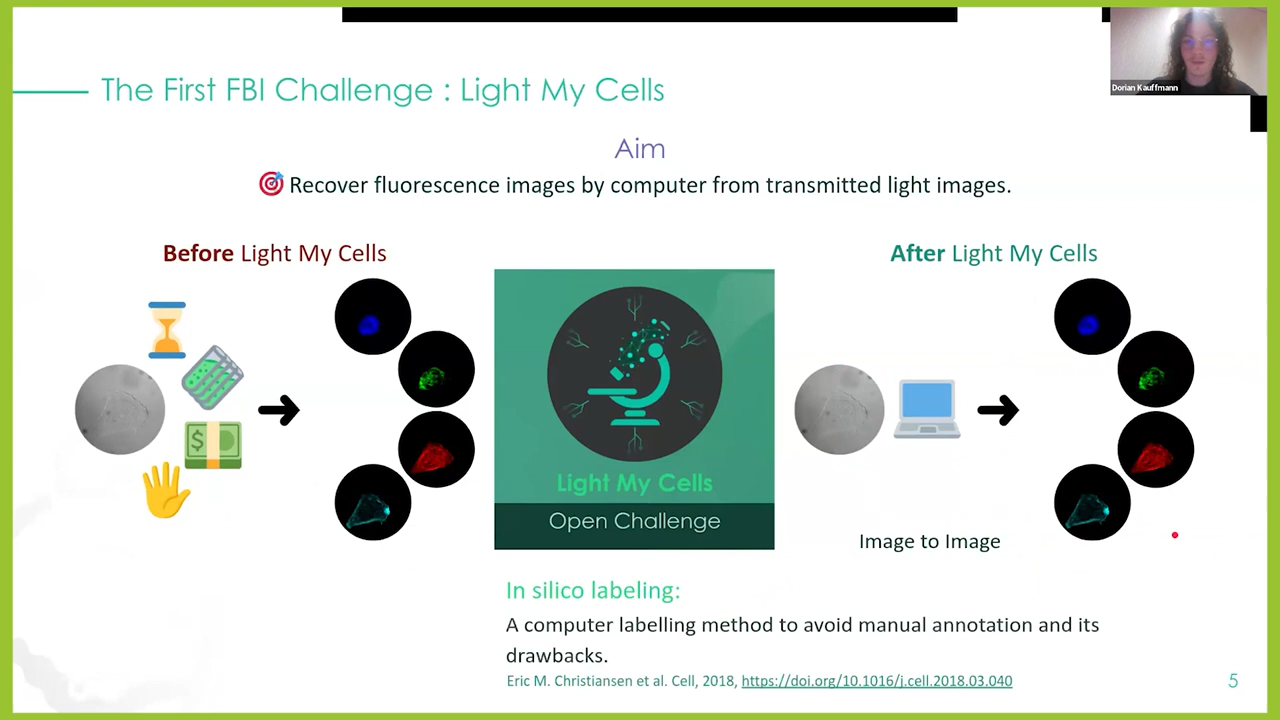 Dorian Kauffmann
The First FBI Challenge : Light My Cells
Aim
Recover fluorescence images by computer from transmitted light images.
Before Light My Cells
After Light My Cells
$
Light My Cells
Open Challenge
Image to Image
In silico labeling:
A computer labelling method to avoid manual annotation and its
drawbacks.
Eric M. Christiansen et al. Cell, 2018, https://doi.org/10.1016/j.cell.2018.03.040
5